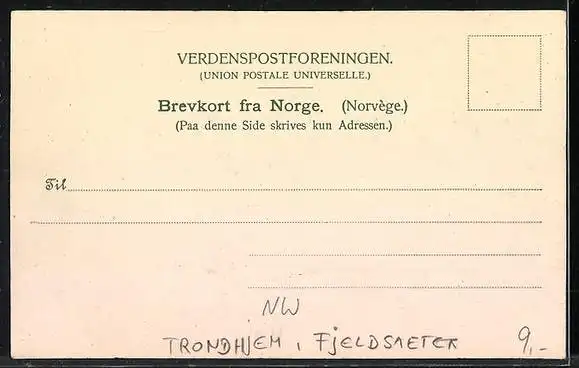 VERDENSPOSTFORENINGEN.
(UNION POSTALE UNIVERSELLE.)
Brevkort fra Norge. (Norvège.)
(Paa denne Side skrives kun Adressen.)
Til
NW
TRONDHJEM, FJELDSAETER 9,-